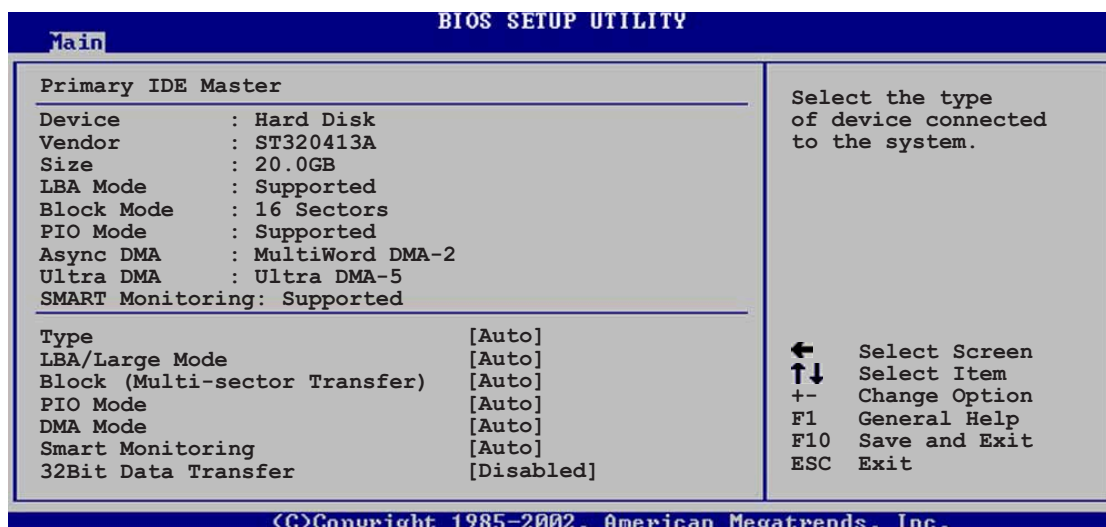 BIOS SETUP UTILITY
Main
Primary IDE Master
Device : Hard Disk
Vendor : ST320413A
Size : 20.0GB
LBA Mode : Supported
Block Mode : 16 Sectors
PIO Mode : Supported
Async DMA : MultiWord DMA-2
Ultra DMA : Ultra DMA-5
SMART Monitoring: Supported
Type [Auto]
LBA/Large Mode [Auto]
Block (Multi-sector Transfer) [Auto]
PIO Mode [Auto]
DMA Mode [Auto]
Smart Monitoring [Auto]
32Bit Data Transfer [Disabled]
Select the type
of device connected
to the system.
← Select Screen
↑↓ Select Item
+- Change Option
F1 General Help
F10 Save and Exit
ESC Exit
(C)Copyright 1985-2002, American Megatrends, Inc.